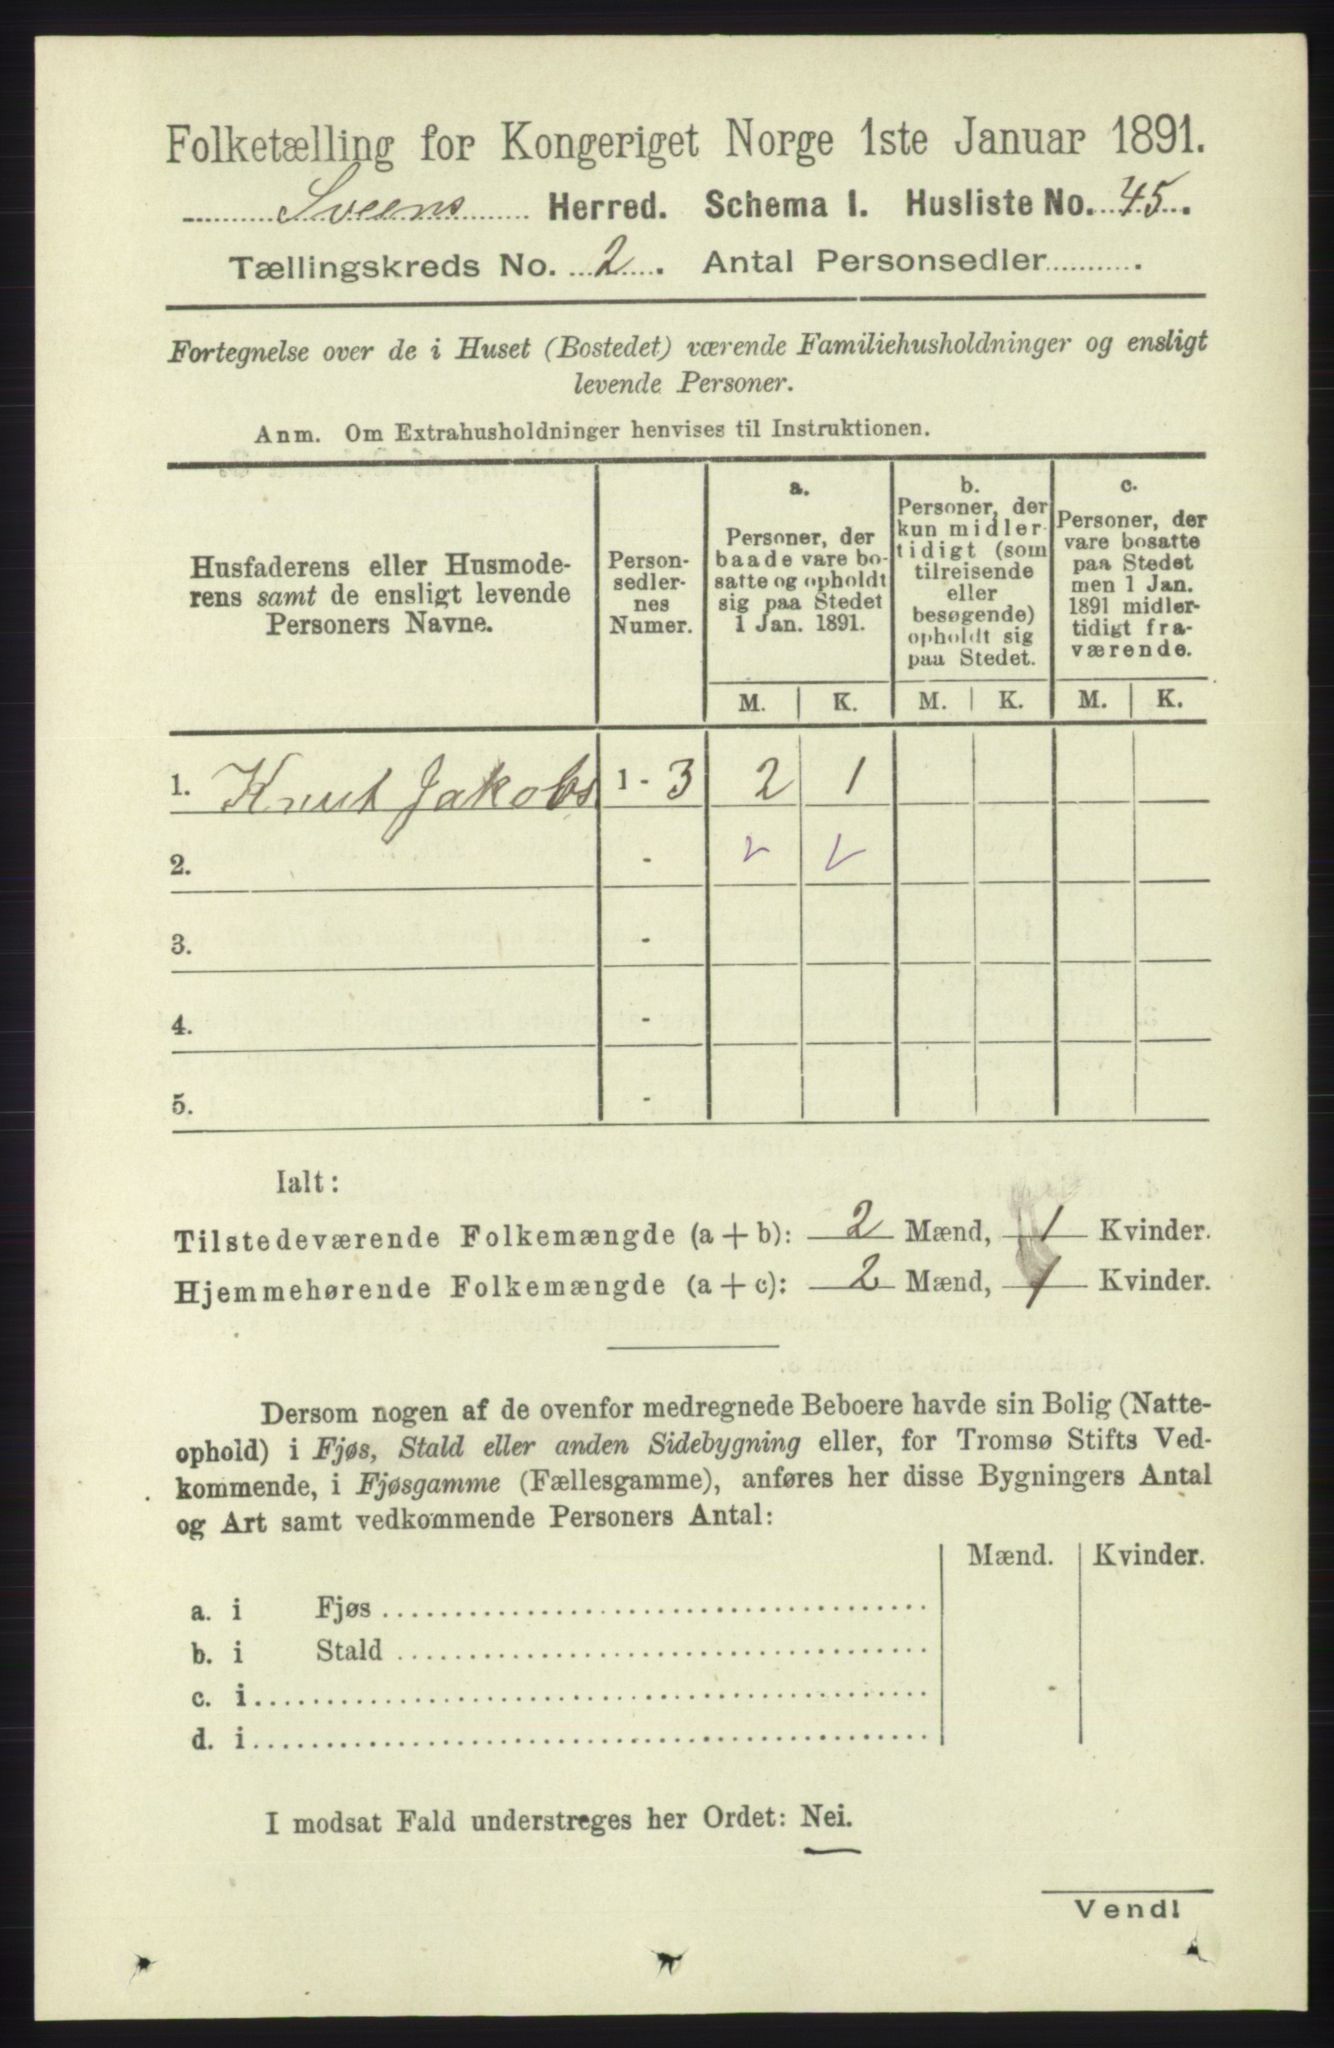 Folketælling for Kongeriget Norge 1ste Januar 1891.
Sveens Herred. Schema I. Husliste No. 45.
Tællingskreds No. 2. Antal Personsedler.
Fortegnelse over de i Huset (Bostedet) værende Familiehusholdninger og ensligt
levende Personer.
Anm. Om Extrahusholdninger henvises til Instruktionen.
Husfaderens eller Husmode-
rens samt de ensligt levende
Personers Navne.
Person-
sedler-
nes
Numer.
a.
Personer, der
baade vare bo-
satte og opholdt
sig paa Stedet
1 Jan. 1891.
b.
Personer, der
kun midler-
tidigt (som
tilreisende
eller
besøgende)
opholdt sig
paa Stedet.
c.
Personer, der
vare bosatte
paa Stedet
men 1 Jan.
1891 midler-
tidigt fra-
værende.
M. K. M. K. M. K.
1. Knut Jakobs 1 - 3 2 1
2. -
3. -
4. -
5. -
Ialt:
Tilstedeværende Folkemængde (a + b): 2 Mænd, 1 Kvinder.
Hjemmehørende Folkemængde (a + c): 2 Mænd, 1 Kvinder.
Dersom nogen af de ovenfor medregnede Beboere havde sin Bolig (Natte-
ophold) i Fjøs, Stald eller anden Sidebygning eller, for Tromsø Stifts Ved-
kommende, i Fjøsgamme (Fællesgamme), anføres her disse Bygningers Antal
og Art samt vedkommende Personers Antal:
Mænd. Kvinder.
a. i Fjøs
b. i Stald
c. i
d. i
I modsat Fald understreges her Ordet: Nei.
Vend!